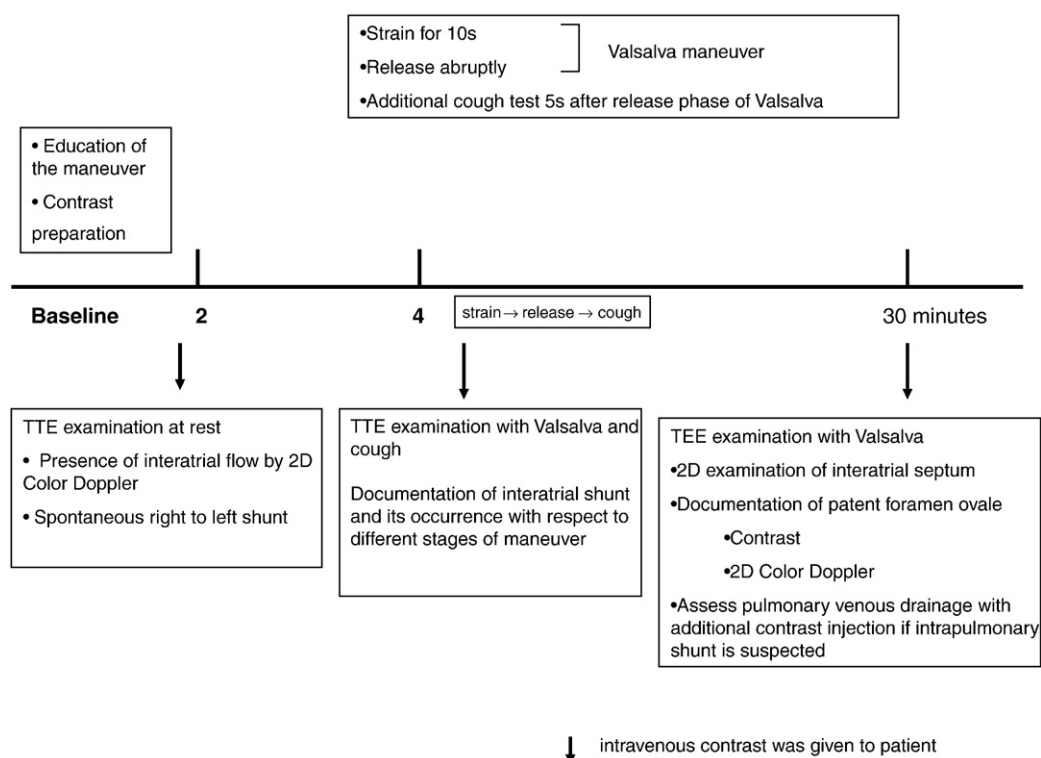 •Strain for 10s
•Release abruptly
Valsalva maneuver
•Additional cough test 5s after release phase of Valsalva
• Education of
the maneuver
• Contrast
preparation
Baseline 2 4 strain→ release → cough 30 minutes
TTE examination at rest
• Presence of interatrial flow by 2D
Color Doppler
• Spontaneous right to left shunt
TTE examination with Valsalva and
cough
Documentation of interatrial shunt
and its occurrence with respect to
different stages of maneuver
TEE examination with Valsalva
•2D examination of interatrial septum
•Documentation of patent foramen ovale
•Contrast
•2D Color Doppler
•Assess pulmonary venous drainage with
additional contrast injection if intrapulmonary
shunt is suspected
intravenous contrast was given to patient